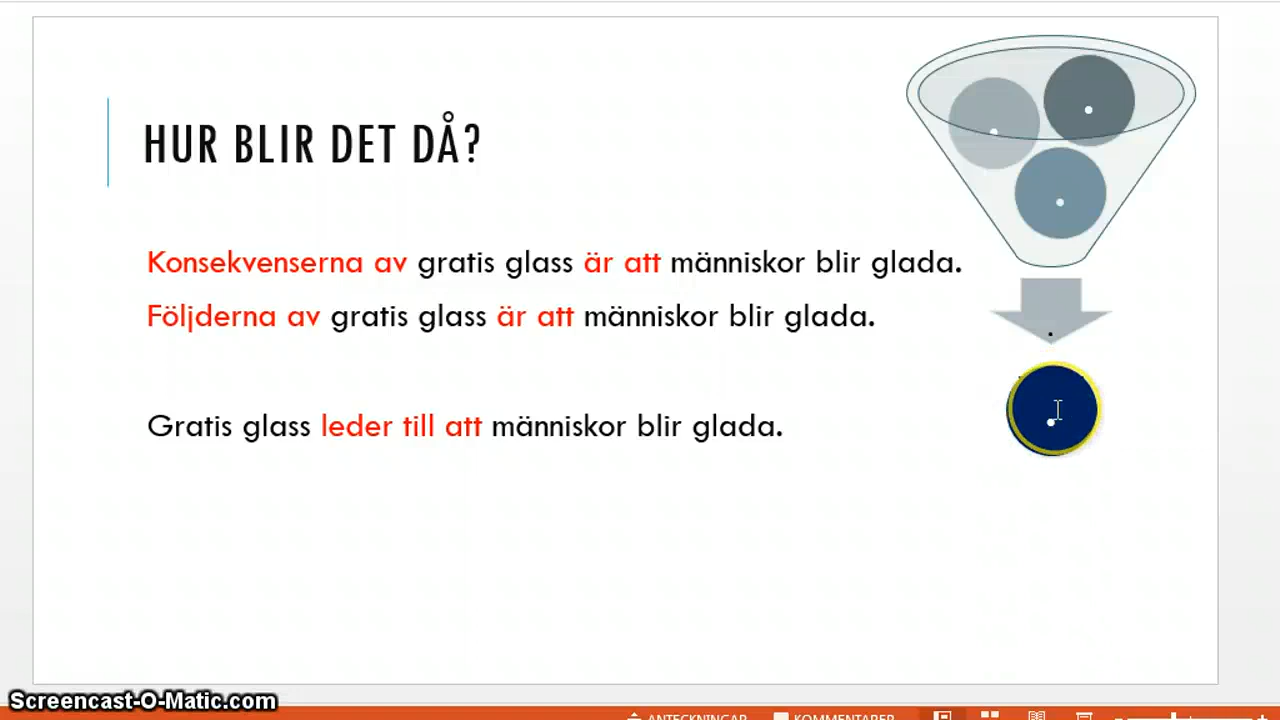 HUR BLIR DET DÅ?
Konsekvenserna av gratis glass är att människor blir glada.
Följderna av gratis glass är att människor blir glada.
Gratis glass leder till att människor blir glada.
Screencast-O-Matic.com
ANTECKNINGAR KOMMENTARER